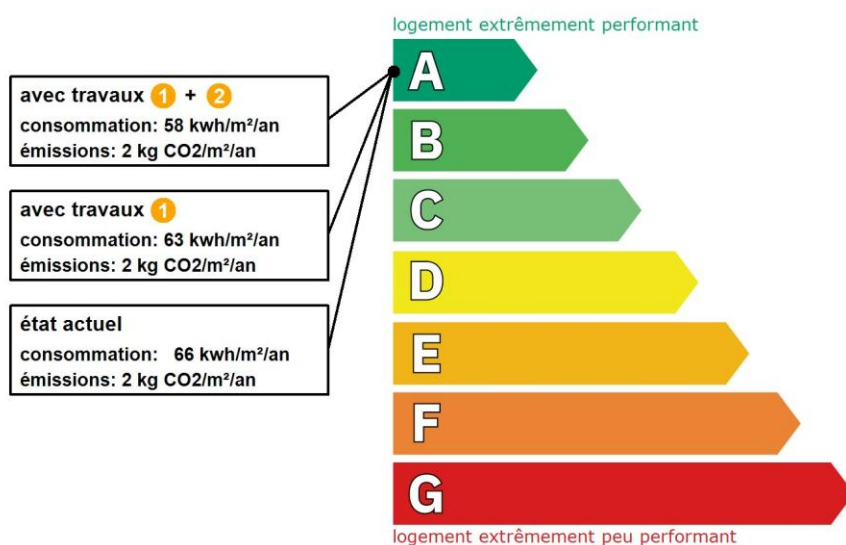 logement extrêmement performant
avec travaux 1 + 2
consommation: 58 kwh/m²/an
émissions: 2 kg CO2/m²/an
avec travaux 1
consommation: 63 kwh/m²/an
émissions: 2 kg CO2/m²/an
état actuel
consommation: 66 kwh/m²/an
émissions: 2 kg CO2/m²/an
A
B
C
D
E
F
G
logement extrêmement peu performant